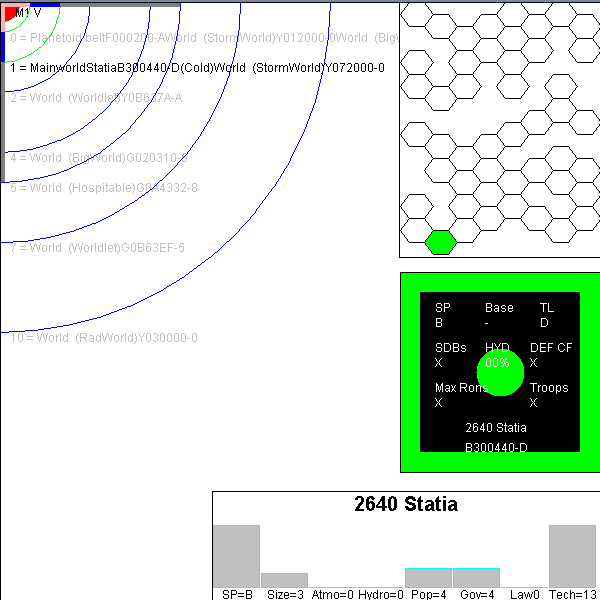 M1 V
0 = Planetoid beltF000200-AWorld (StormWorld)Y012000-0World (Big
1 = MainworldStatiaB300440-D(Cold)World (StormWorld)Y072000-0
2 = World (Worldlet)Y0B637A-A
4 = World (BigWorld)G020310-
5 = World (Hospitable)G0A4332-8
7 = World (Worldlet)G0B63EF-5
10 = World (RadWorld)Y030000-0
SP Base TL
B - D
SDBs HYD DEF CF
X 00% X
Max Rons Troops
X X
2640 Statia
B300440-D
2640 Statia
SP=B Size=3 Atmo=0 Hydro=0 Pop=4 Gov=4 Law0 Tech=13